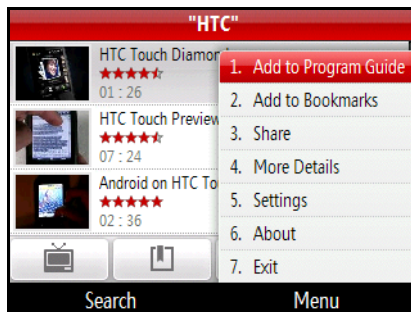 "HTC"
HTC Touch Diamon
01 : 26
HTC Touch Preview
07 : 24
Android on HTC To
02 : 36
1. Add to Program Guide
2. Add to Bookmarks
3. Share
4. More Details
5. Settings
6. About
7. Exit
Search
Menu